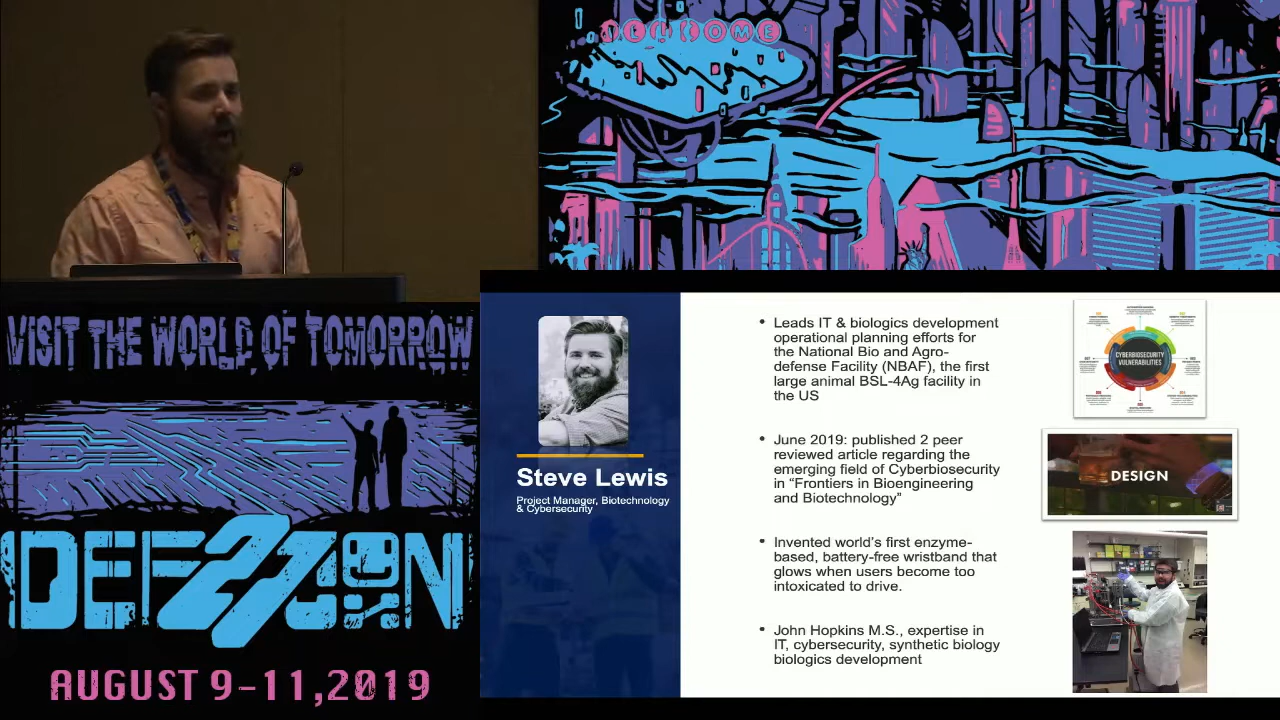 WELCOME
VISIT THE WORLD OF TOMORROW
DEF CON
27
AUGUST 9-11,2019
Steve Lewis
Project Manager, Biotechnology
& Cybersecurity
• Leads IT & biologics development
operational planning efforts for
the National Bio and Agro-
defense Facility (NBAF), the first
large animal BSL-4Ag facility in
the US
• June 2019: published 2 peer
reviewed article regarding the
emerging field of Cyberbiosecurity
in “Frontiers in Bioengineering
and Biotechnology”
• Invented world’s first enzyme-
based, battery-free wristband that
glows when users become too
intoxicated to drive.
• John Hopkins M.S., expertise in
IT, cybersecurity, synthetic biology
biologics development
CYBERBIOSECURITY
VULNERABILITIES
DESIGN